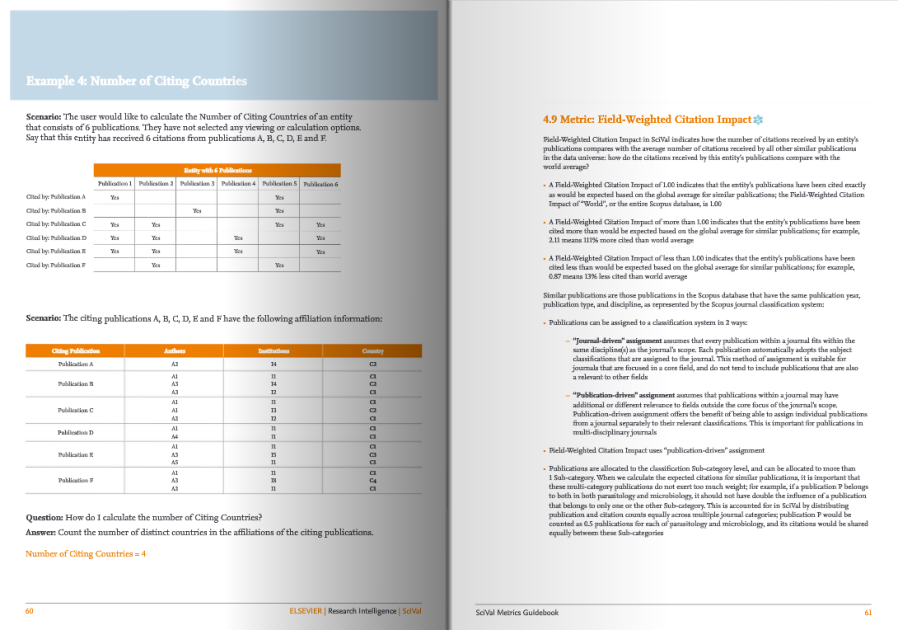 Example 4: Number of Citing Countries
Scenario: The user would like to calculate the Number of Citing Countries of an entity
that consists of 6 publications. They have not selected any viewing or calculation options.
Say that this entity has received 6 citations from publications A, B, C, D, E and F.
Entity with 6 Publications
Publication 1 Publication 2 Publication 3 Publication 4 Publication 5 Publication 6
Cited by: Publication A Yes Yes
Cited by: Publication B Yes Yes
Cited by: Publication C Yes Yes Yes Yes
Cited by: Publication D Yes Yes Yes Yes
Cited by: Publication E Yes Yes Yes Yes
Cited by: Publication F Yes Yes
Scenario: The citing publications A, B, C, D, E and F have the following affiliation information:
Citing Publication Authors Institutions Country
Publication A A2 I4 C2
Publication B
A1 I1 C1
A3 I4 C2
A3 I2 C1
Publication C
A1 I1
A1 I3 C2
A3 I2 C1
Publication D
A1 I1 C1
A4 I1 C1
Publication E
A1 I1 C1
A3
A5 I1 C1
Publication F
A1 I1 C1
A3 C4
A3 I1 C1
Question: How do I calculate the number of Citing Countries?
Answer: Count the number of distinct countries in the affiliations of the citing publications.
Number of Citing Countries = 4
60
ELSEVIER | Research Intelligence | SciVal
4.9 Metric: Field-Weighted Citation Impact
Field-Weighted Citation Impact in SciVal indicates how the number of citations received by an entity's
publications compares with the average number of citations received by all other similar publications
in the data universe: how do the citations received by this entity's publications compare with the
world average?
• A Field-Weighted Citation Impact of 1.00 indicates that the entity's publications have been cited exactly
as would be expected based on the global average for similar publications; the Field-Weighted Citation
Impact of "World", or the entire Scopus database, is 1.00
• A Field-Weighted Citation Impact of more than 1.00 indicates that the entity's publications have been
cited more than would be expected based on the global average for similar publications; for example,
2.11 means 111% more cited than world average
• A Field-Weighted Citation Impact of less than 1.00 indicates that the entity's publications have been
cited less than would be expected based on the global average for similar publications; for example,
0.87 means 13% less cited than world average
Similar publications are those publications in the Scopus database that have the same publication year,
publication type, and discipline, as represented by the Scopus journal classification system:
• Publications can be assigned to a classification system in 2 ways:
– "Journal-driven" assignment assumes that every publication within a journal fits within the
same discipline(s) as the journal's scope. Each publication automatically adopts the subject
classifications that are assigned to the journal. This method of assignment is suitable for
journals that are focused in a core field, and do not tend to include publications that are also
a relevant to other fields
– "Publication-driven" assignment assumes that publications within a journal may have
additional or different relevance to fields outside the core focus of the journal's scope.
Publication-driven assignment offers the benefit of being able to assign individual publications
from a journal separately to their relevant classifications. This is important for publications in
multi-disciplinary journals
• Field-Weighted Citation Impact uses "publication-driven" assignment
• Publications are allocated to the classification Sub-category level, and can be allocated to more than
1 Sub-category. When we calculate the expected citations for similar publications, it is important that
these multi-category publications do not exert too much weight; for example, if a publication P belongs
to both in both parasitology and microbiology, it should not have double the influence of a publication
that belongs to only one or the other Sub-category. This is accounted for in SciVal by distributing
publication and citation counts equally across multiple journal categories; publication P would be
counted as 0.5 publications for each of parasitology and microbiology, and its citations would be shared
equally between these Sub-categories
SciVal Metrics Guidebook
61